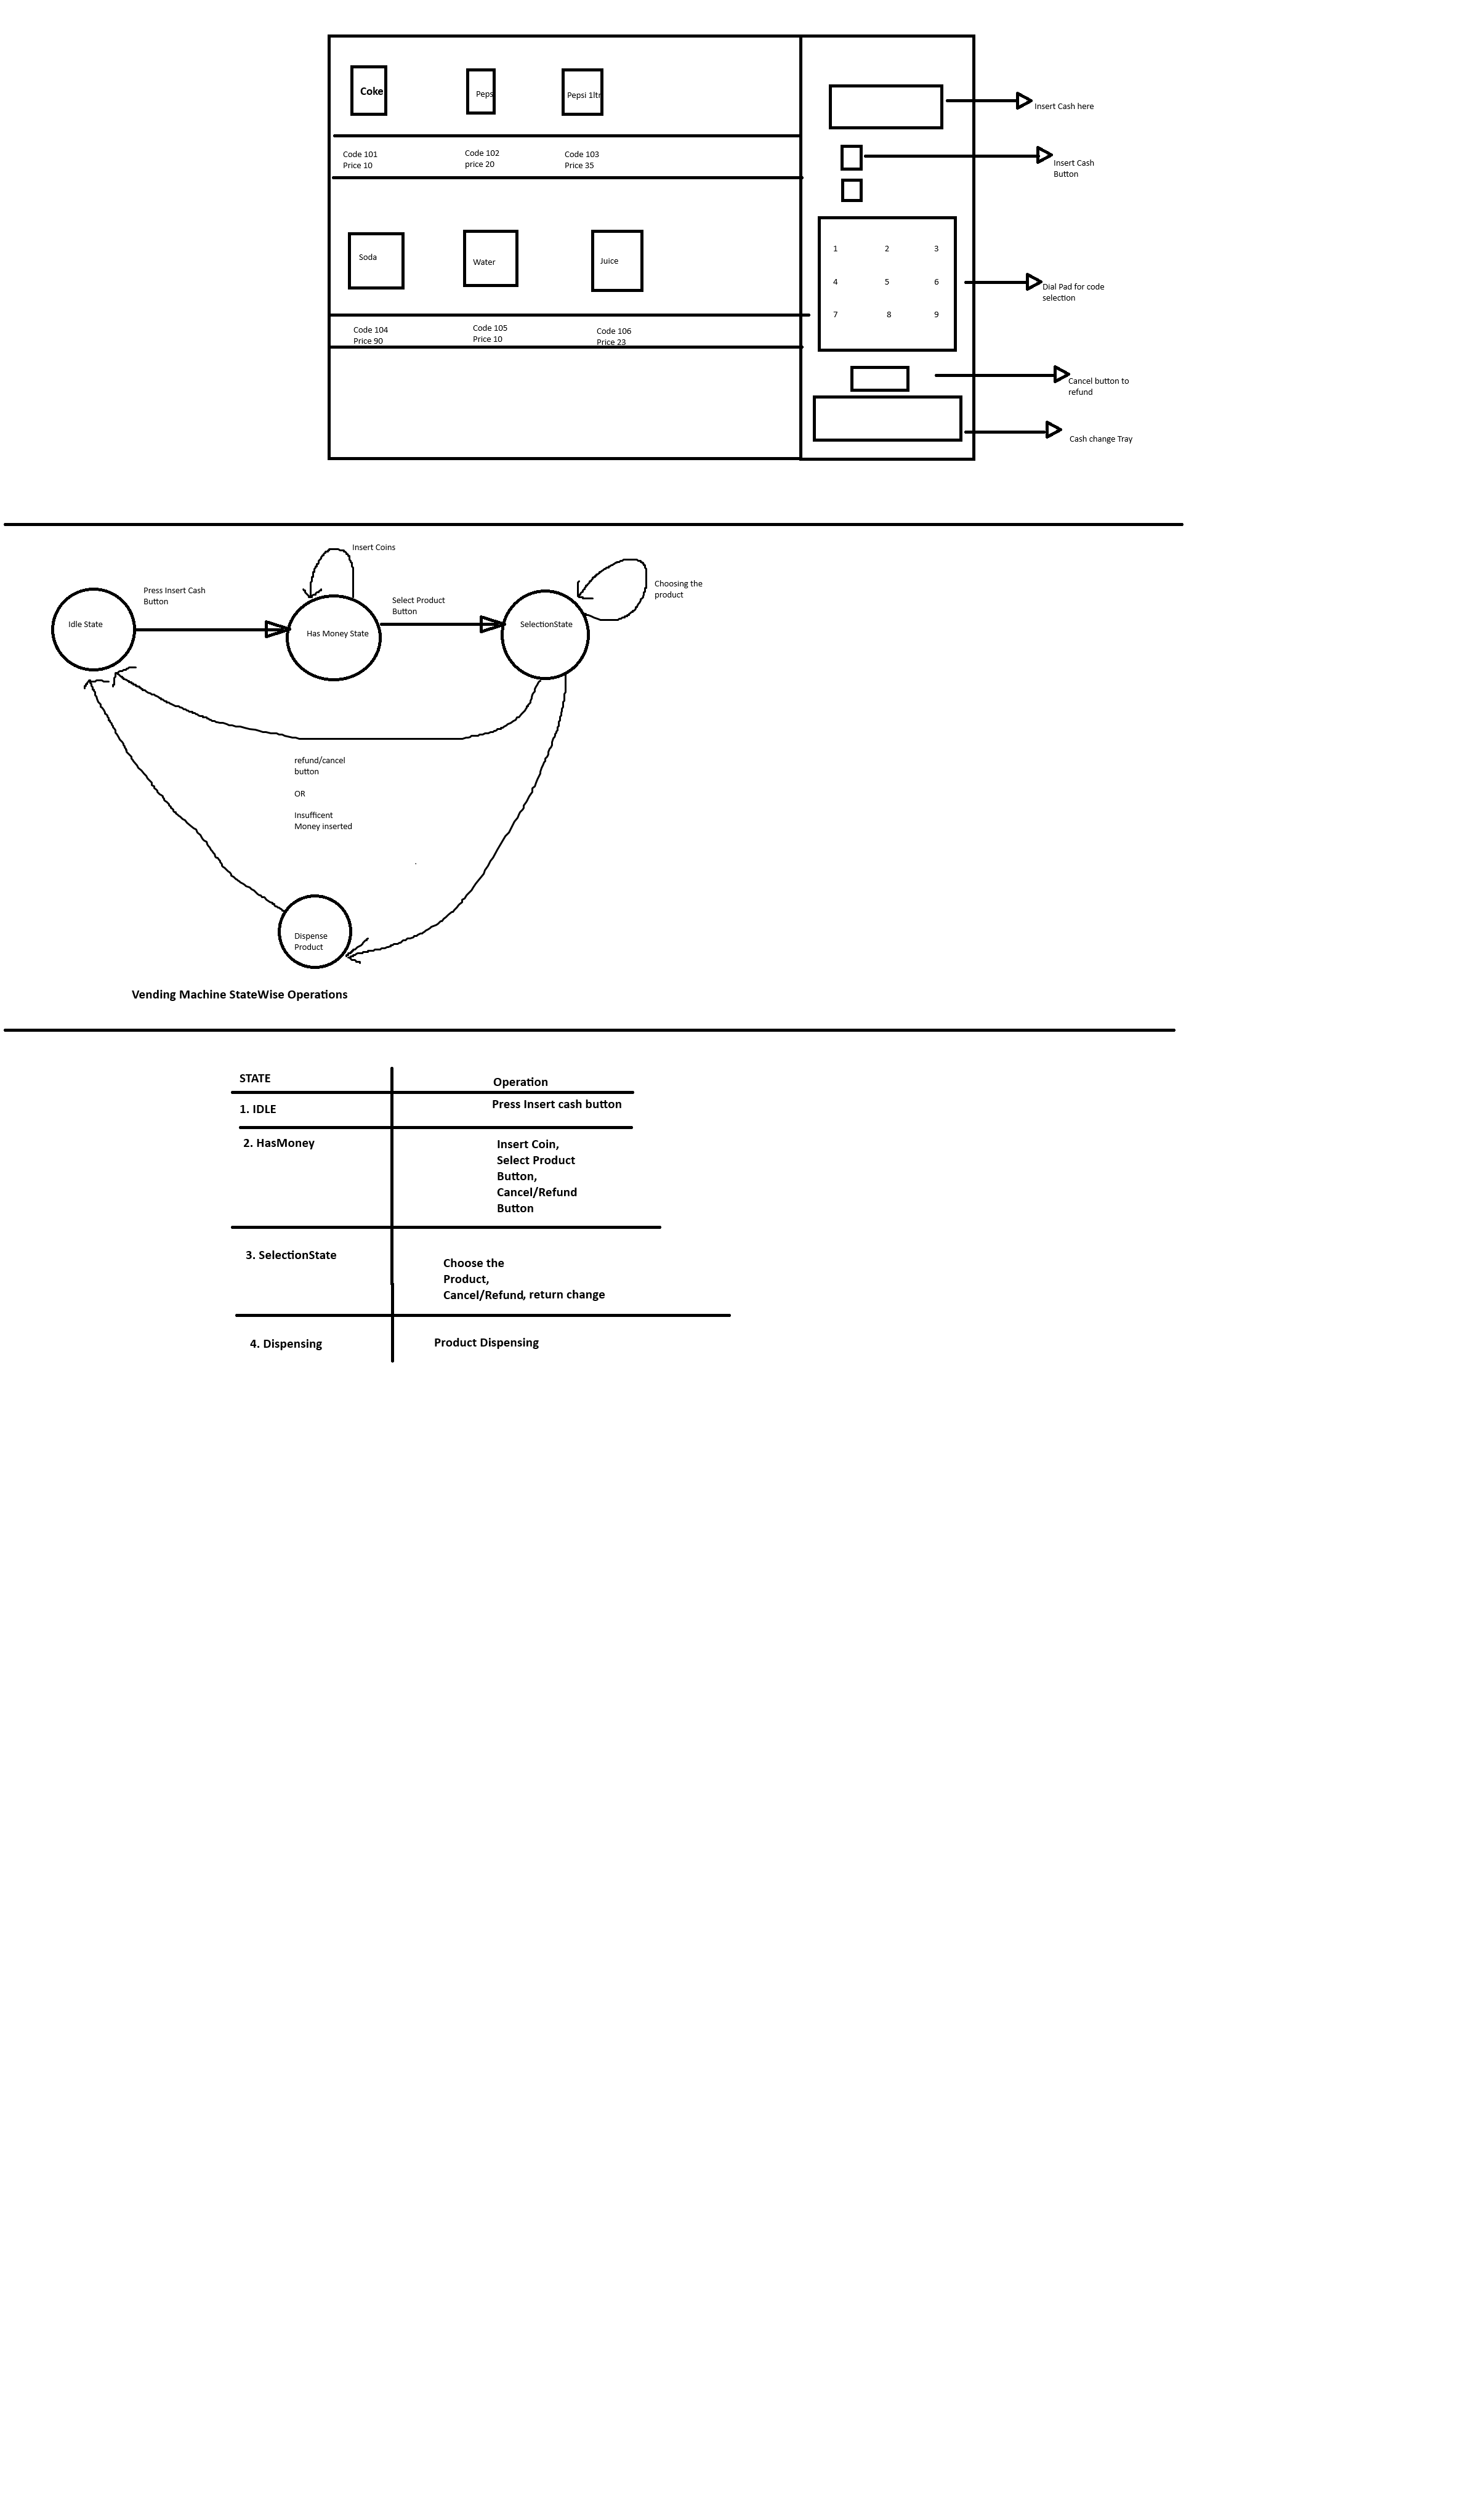 Coke
Peps
Pepsi 1ltr
Insert Cash here
Code 101
Price 10
Code 102
price 20
Code 103
Price 35
Insert Cash
Button
Soda
Water
Juice
1 2 3
4 5 6
7 8 9
Dial Pad for code
selection
Code 104
Price 90
Code 105
Price 10
Code 106
Price 23
Cancel button to
refund
Cash change Tray
Insert Coins
Press Insert Cash
Button
Select Product
Button
Choosing the
product
Idle State
Has Money State
SelectionState
refund/cancel
button
OR
Insufficent
Money inserted
Dispense
Product
Vending Machine StateWise Operations
STATE
Operation
1. IDLE
Press Insert cash button
2. HasMoney
Insert Coin,
Select Product
Button,
Cancel/Refund
Button
3. SelectionState
Choose the
Product,
Cancel/Refund, return change
4. Dispensing
Product Dispensing